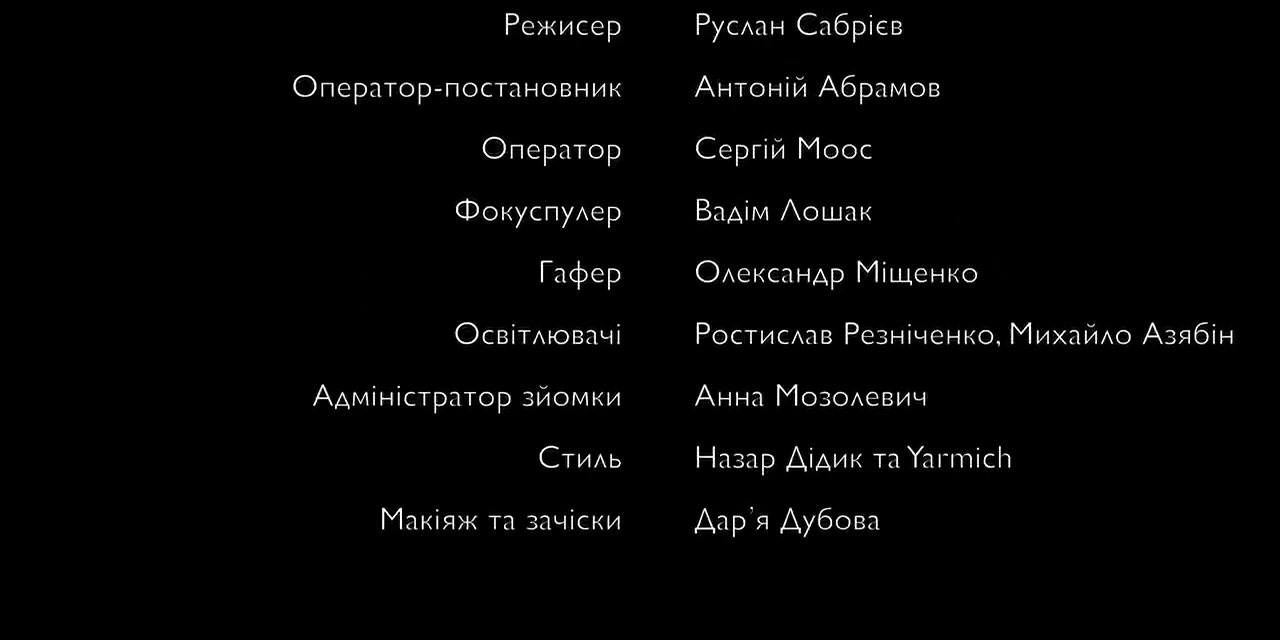 Режисер Руслан Сабрієв
Оператор-постановник Антоній Абрамов
Оператор Сергій Моос
Фокуспулер Вадім Лошак
Гафер Олександр Міщенко
Освітлювачі Ростислав Резніченко, Михайло Азябін
Адміністратор зйомки Анна Мозолевич
Стиль Назар Дідик та Yarmich
Макіяж та зачіски Дар’я Дубова